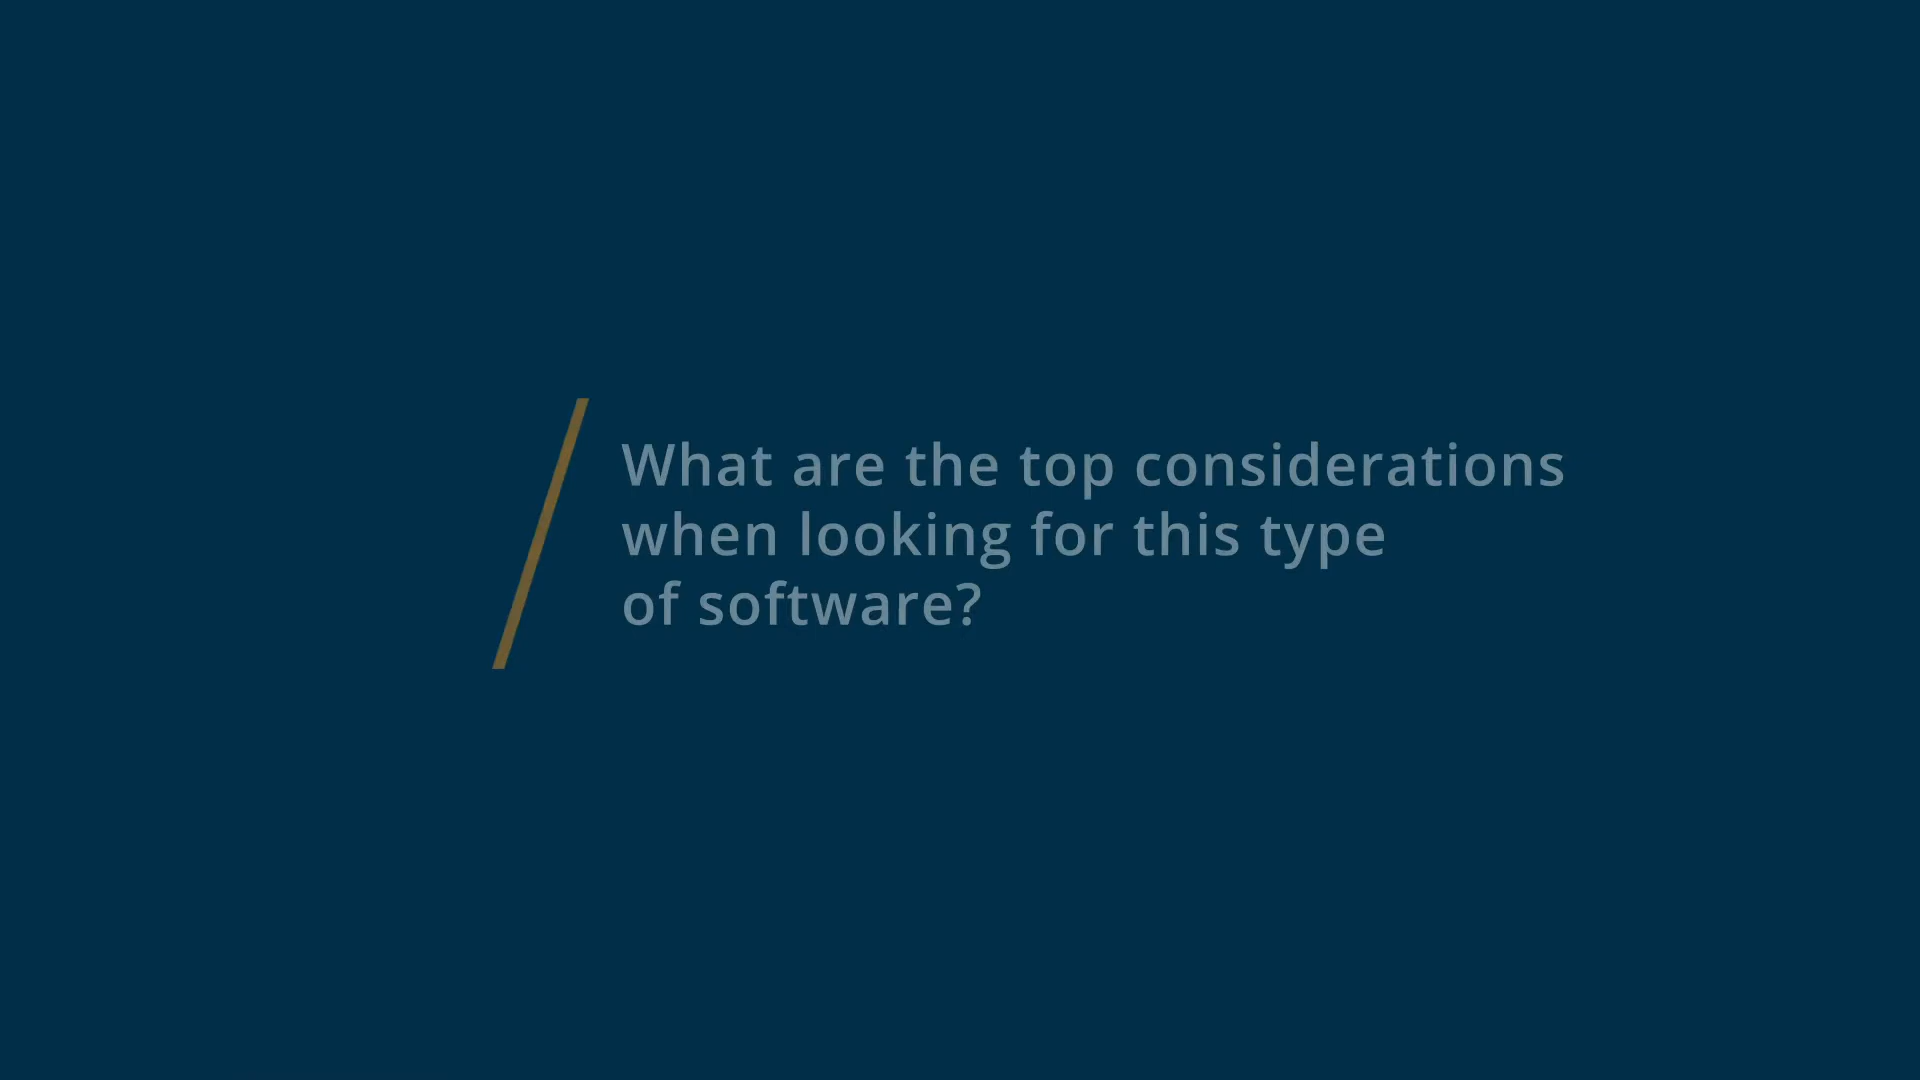 What are the top considerations
when looking for this type
of software?